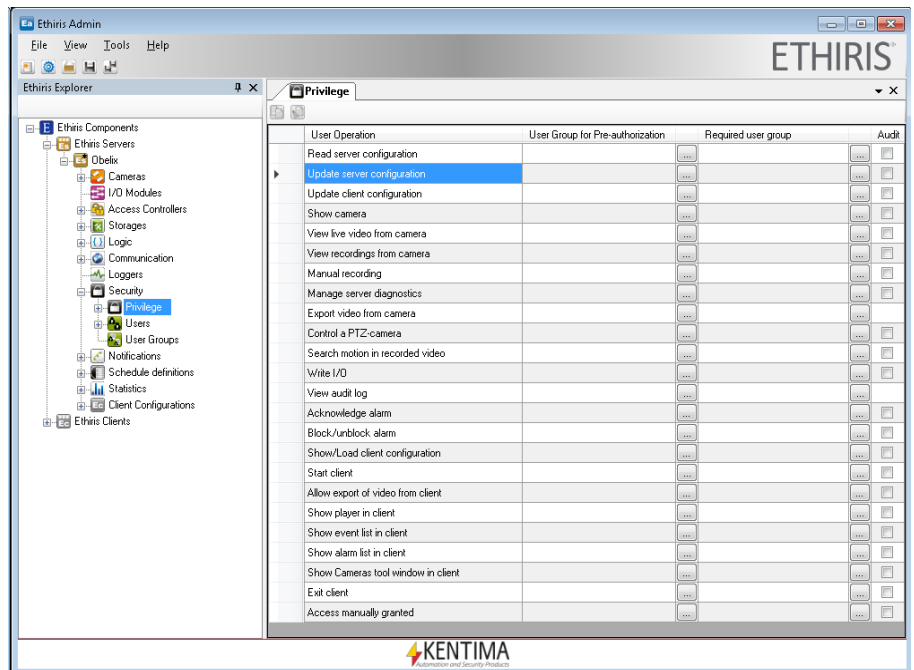 Ethiris Admin
File View Tools Help
ETHIRIS
Ethiris Explorer
Privilege
Ethiris Components
Ethiris Servers
Obelix
Cameras
I/O Modules
Access Controllers
Storages
Logic
Communication
Loggers
Security
Privilege
Users
User Groups
Notifications
Schedule definitions
Statistics
Client Configurations
Ethiris Clients
User Operation User Group for Pre-authorization Required user group Audit
Read server configuration ... ...
Update server configuration ... ...
Update client configuration ... ...
Show camera ... ...
View live video from camera ... ...
View recordings from camera ... ...
Manual recording ... ...
Manage server diagnostics ... ...
Export video from camera ... ...
Control a PTZ-camera ... ...
Search motion in recorded video ... ...
Write I/O ... ...
View audit log ... ...
Acknowledge alarm ... ...
Block/unblock alarm ... ...
Show/Load client configuration ... ...
Start client ... ...
Allow export of video from client ... ...
Show player in client ... ...
Show event list in client ... ...
Show alarm list in client ... ...
Show Cameras tool window in client ... ...
Exit client ... ...
Access manually granted ... ...
KENTIMA
Automation and Security Products